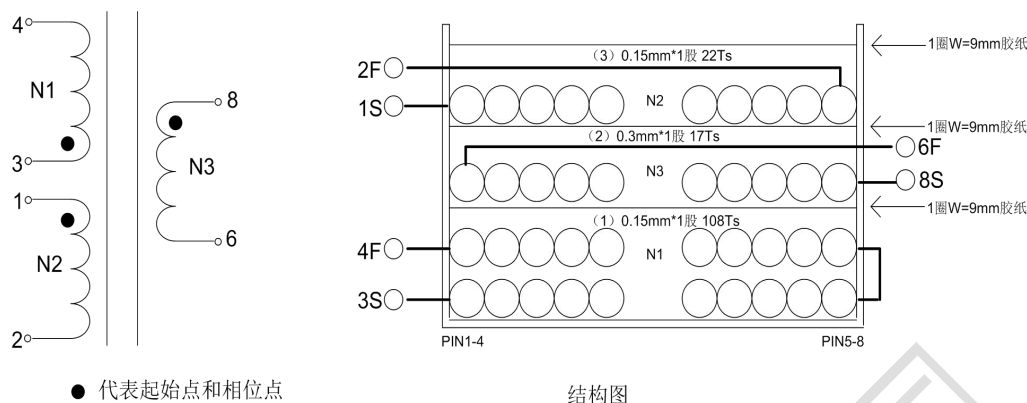 4
N1
3
1
N2
2
8
N3
6
● 代表起始点和相位点
1圈W=9mm胶纸
（3）0.15mm*1股 22Ts
2F
1S
N2
1圈W=9mm胶纸
（2）0.3mm*1股 17Ts
6F
N3
8S
1圈W=9mm胶纸
（1）0.15mm*1股 108Ts
4F
N1
3S
PIN1-4
PIN5-8
结构图